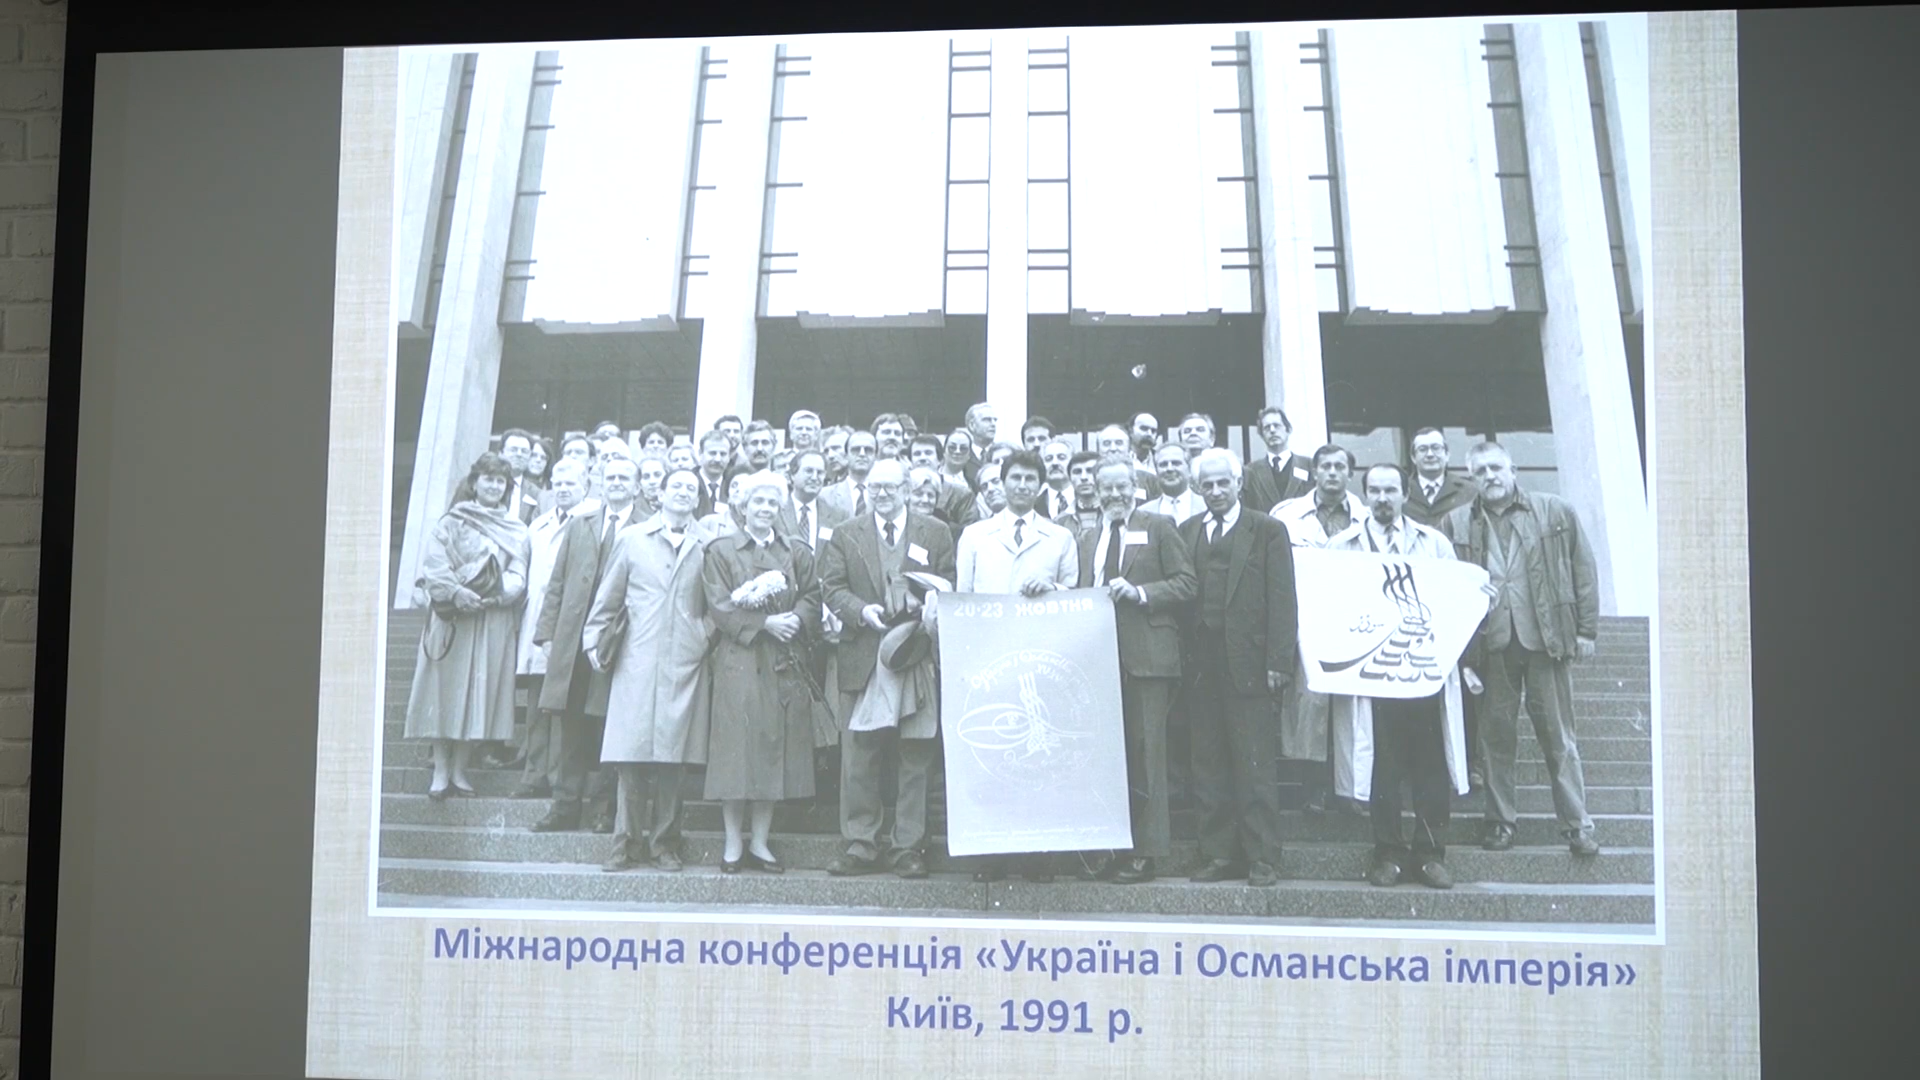 20-23 ЖОВТНЯ
Міжнародна конференція «Україна і Османська імперія»
Київ, 1991 р.